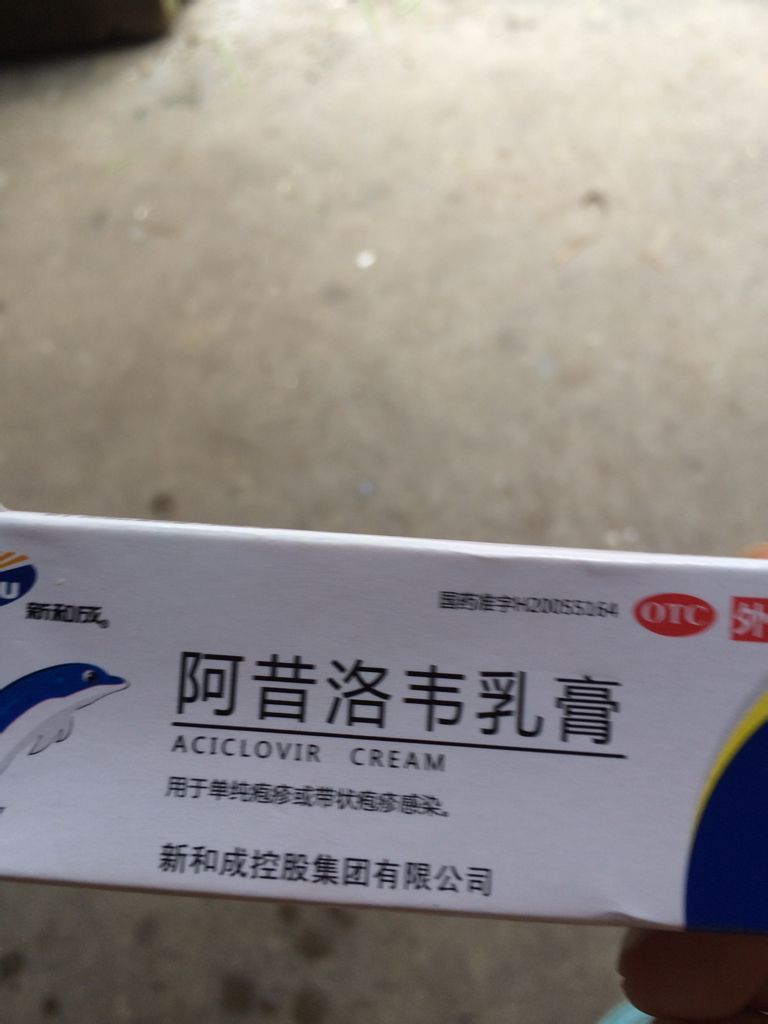 新和成
国药准字H20055164
OTC
外
阿昔洛韦乳膏
ACICLOVIR CREAM
用于单纯疱疹或带状疱疹感染。
新和成控股集团有限公司